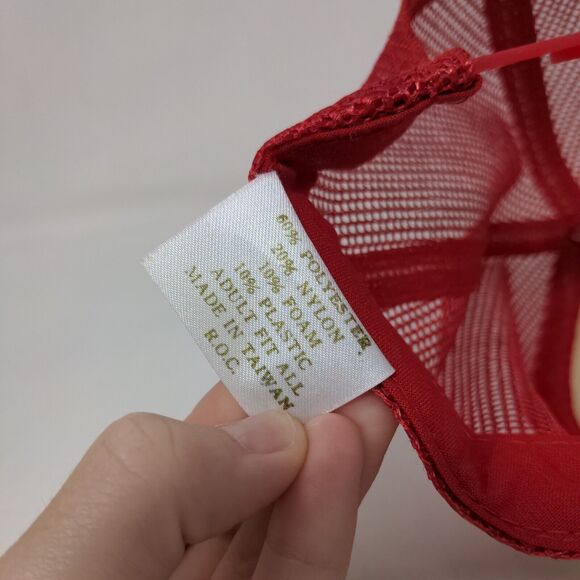 60% POLYESTER.
20% NYLON
10% FOAM
10% PLASTIC
ADULT FIT ALL
MADE IN TAIWAN
R.O.C.